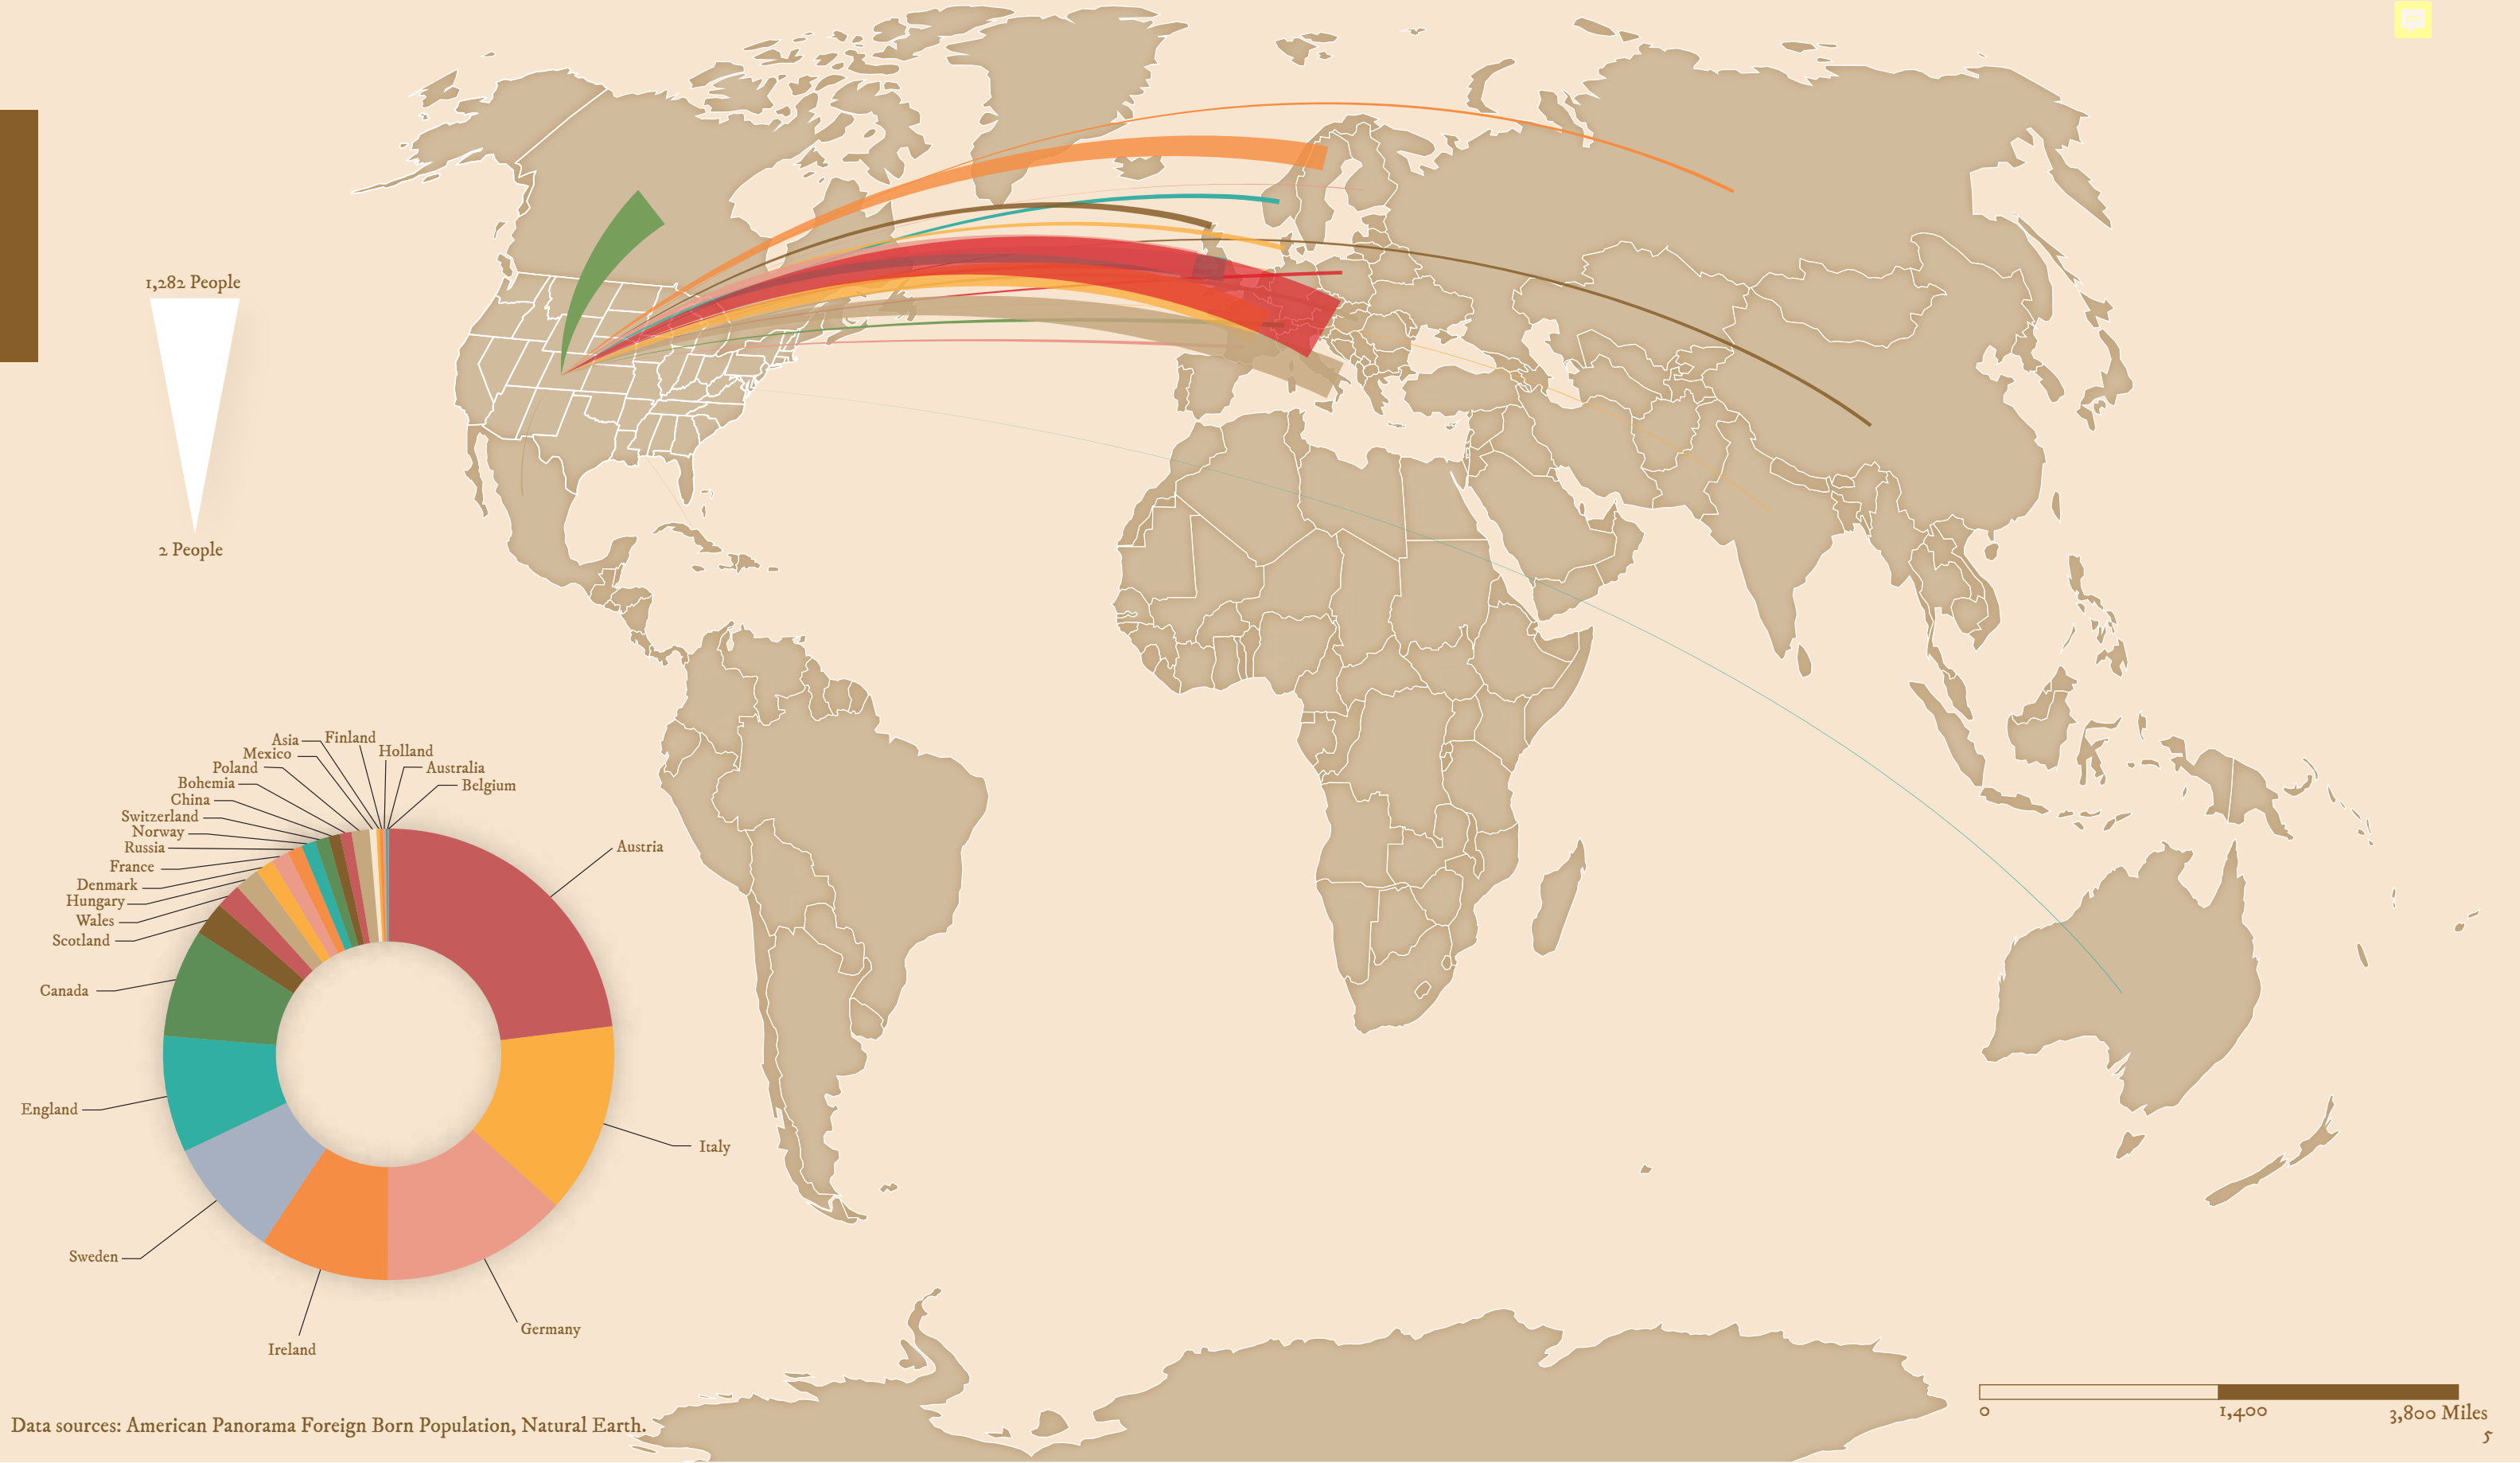 1,282 People
2 People
Asia
Finland
Mexico
Holland
Poland
Australia
Bohemia
Belgium
China
Switzerland
Norway
Russia
Austria
France
Denmark
Hungary
Wales
Scotland
Canada
England
Italy
Sweden
Germany
Ireland
Data sources: American Panorama Foreign Born Population, Natural Earth.
0 1,400 3,800 Miles
5